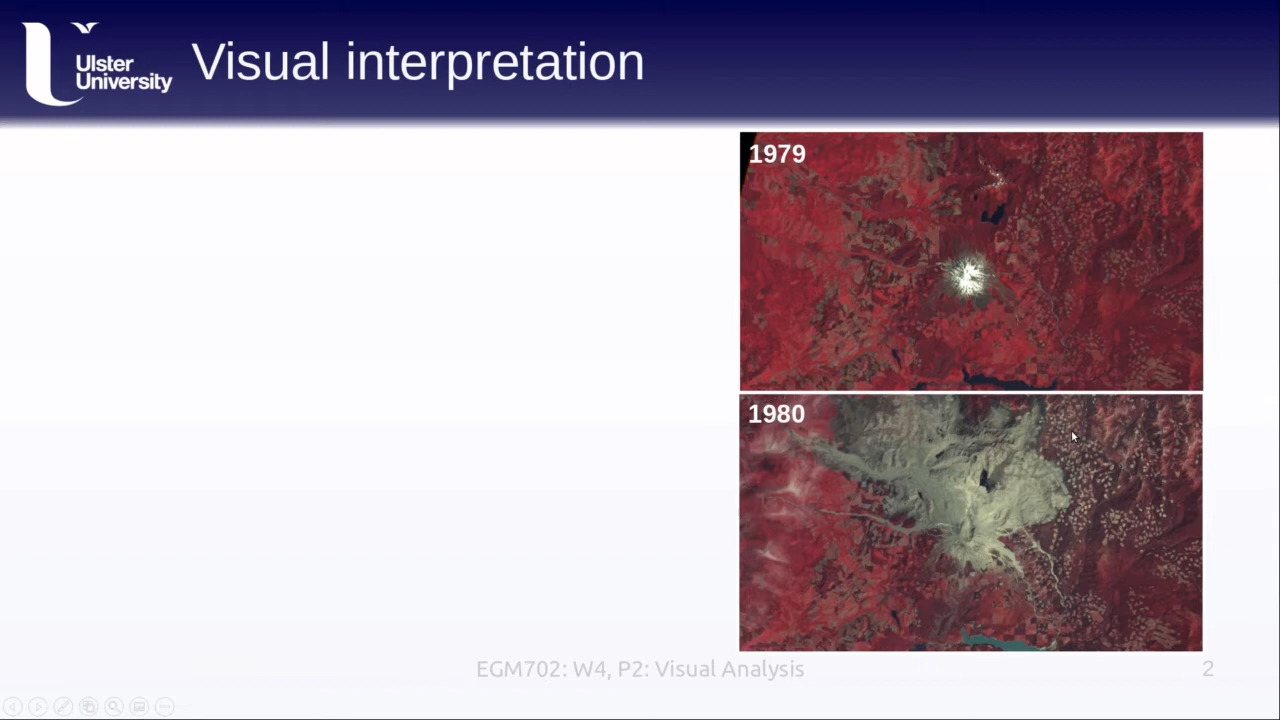 Ulster
University
Visual interpretation
1979
1980
EGM702: W4, P2: Visual Analysis
2